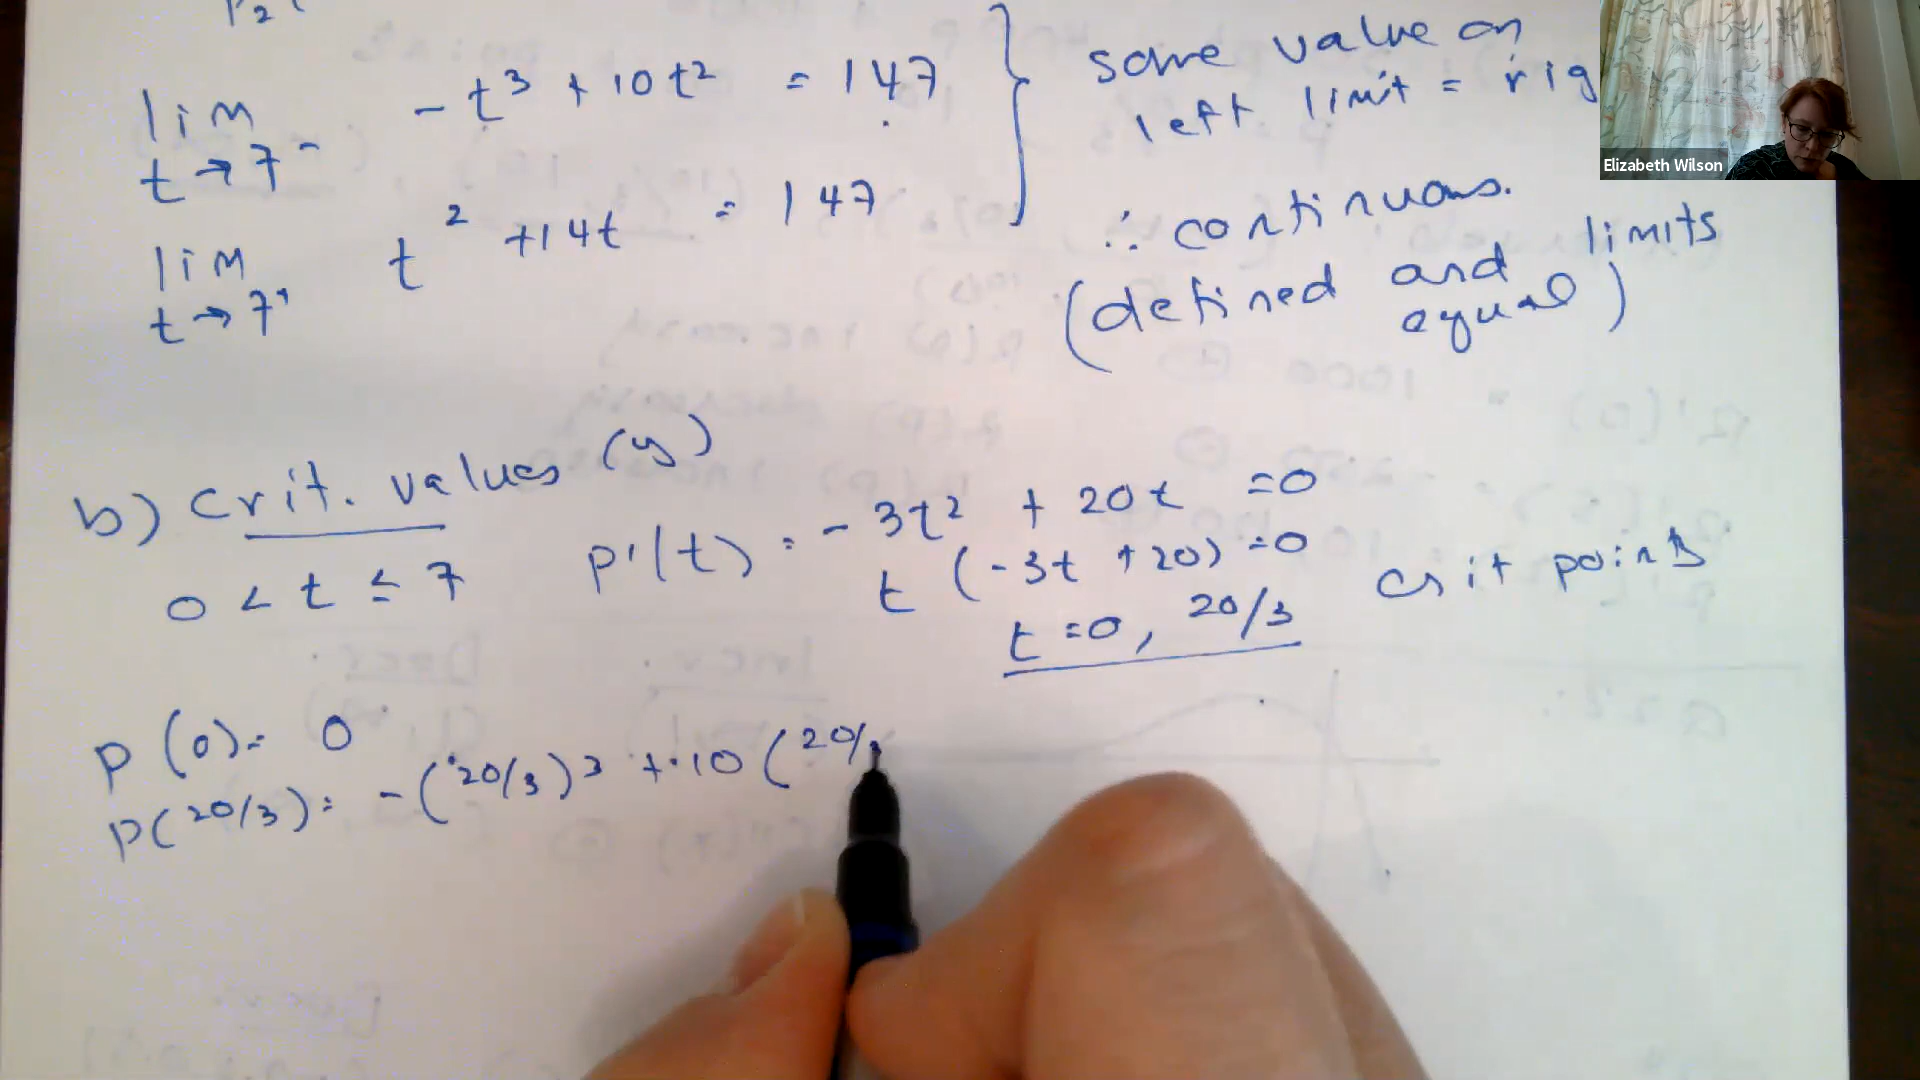 P2(
lim t→7⁻ -t³ + 10t² = 147
some value on
left limit = rig
Elizabeth Wilson
lim t→7⁺ t² +14t = 147
∴ continuous.
(defined and limits equal)
b) Crit. values (y)
0 < t ≤ 7
P'(t) = -3t² + 20t =0
t (-3t +20) =0
t =0, 20/3
crit points
P(0) = 0
P(20/3) = -(20/3)³ + 10 (20/